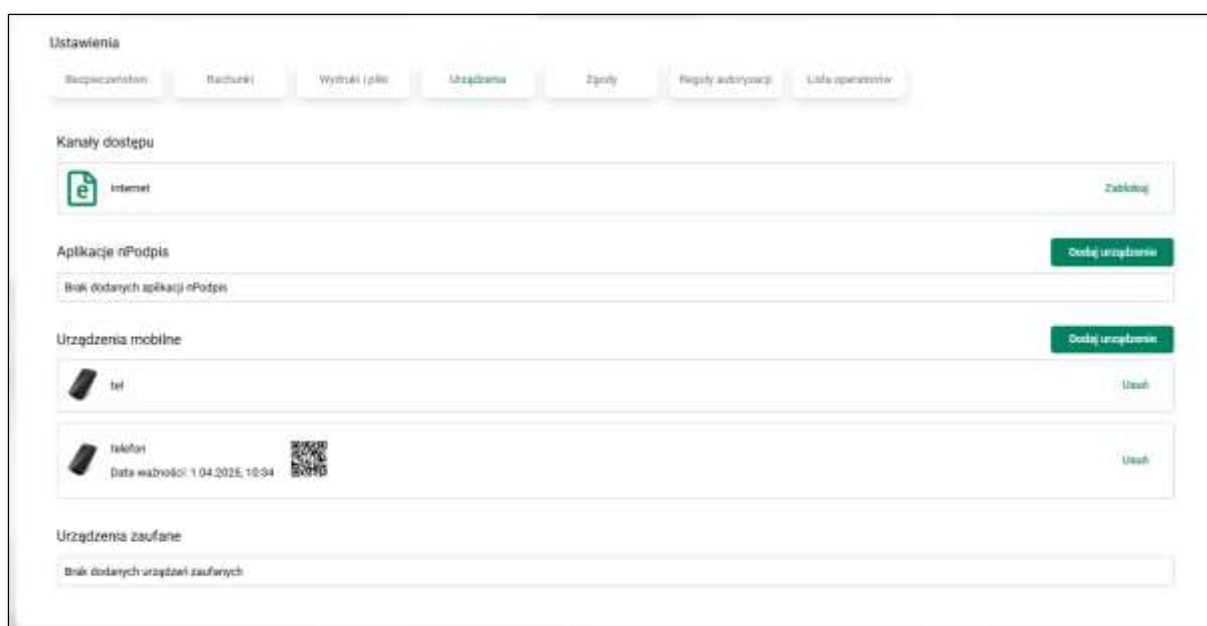 Ustawienia
Bezpieczeństwo Rachunki Wydruki i pliki Urządzenia Zgody Reguły autoryzacji Lista operatorów
Kanały dostępu
internet Zablokuj
Aplikacje nPodpis Dodaj urządzenie
Brak dodanych aplikacji nPodpis
Urządzenia mobilne Dodaj urządzenie
tel Usuń
telefon
Data ważności: 1.04.2025, 10:34 Usuń
Urządzenia zaufane
Brak dodanych urządzeń zaufanych